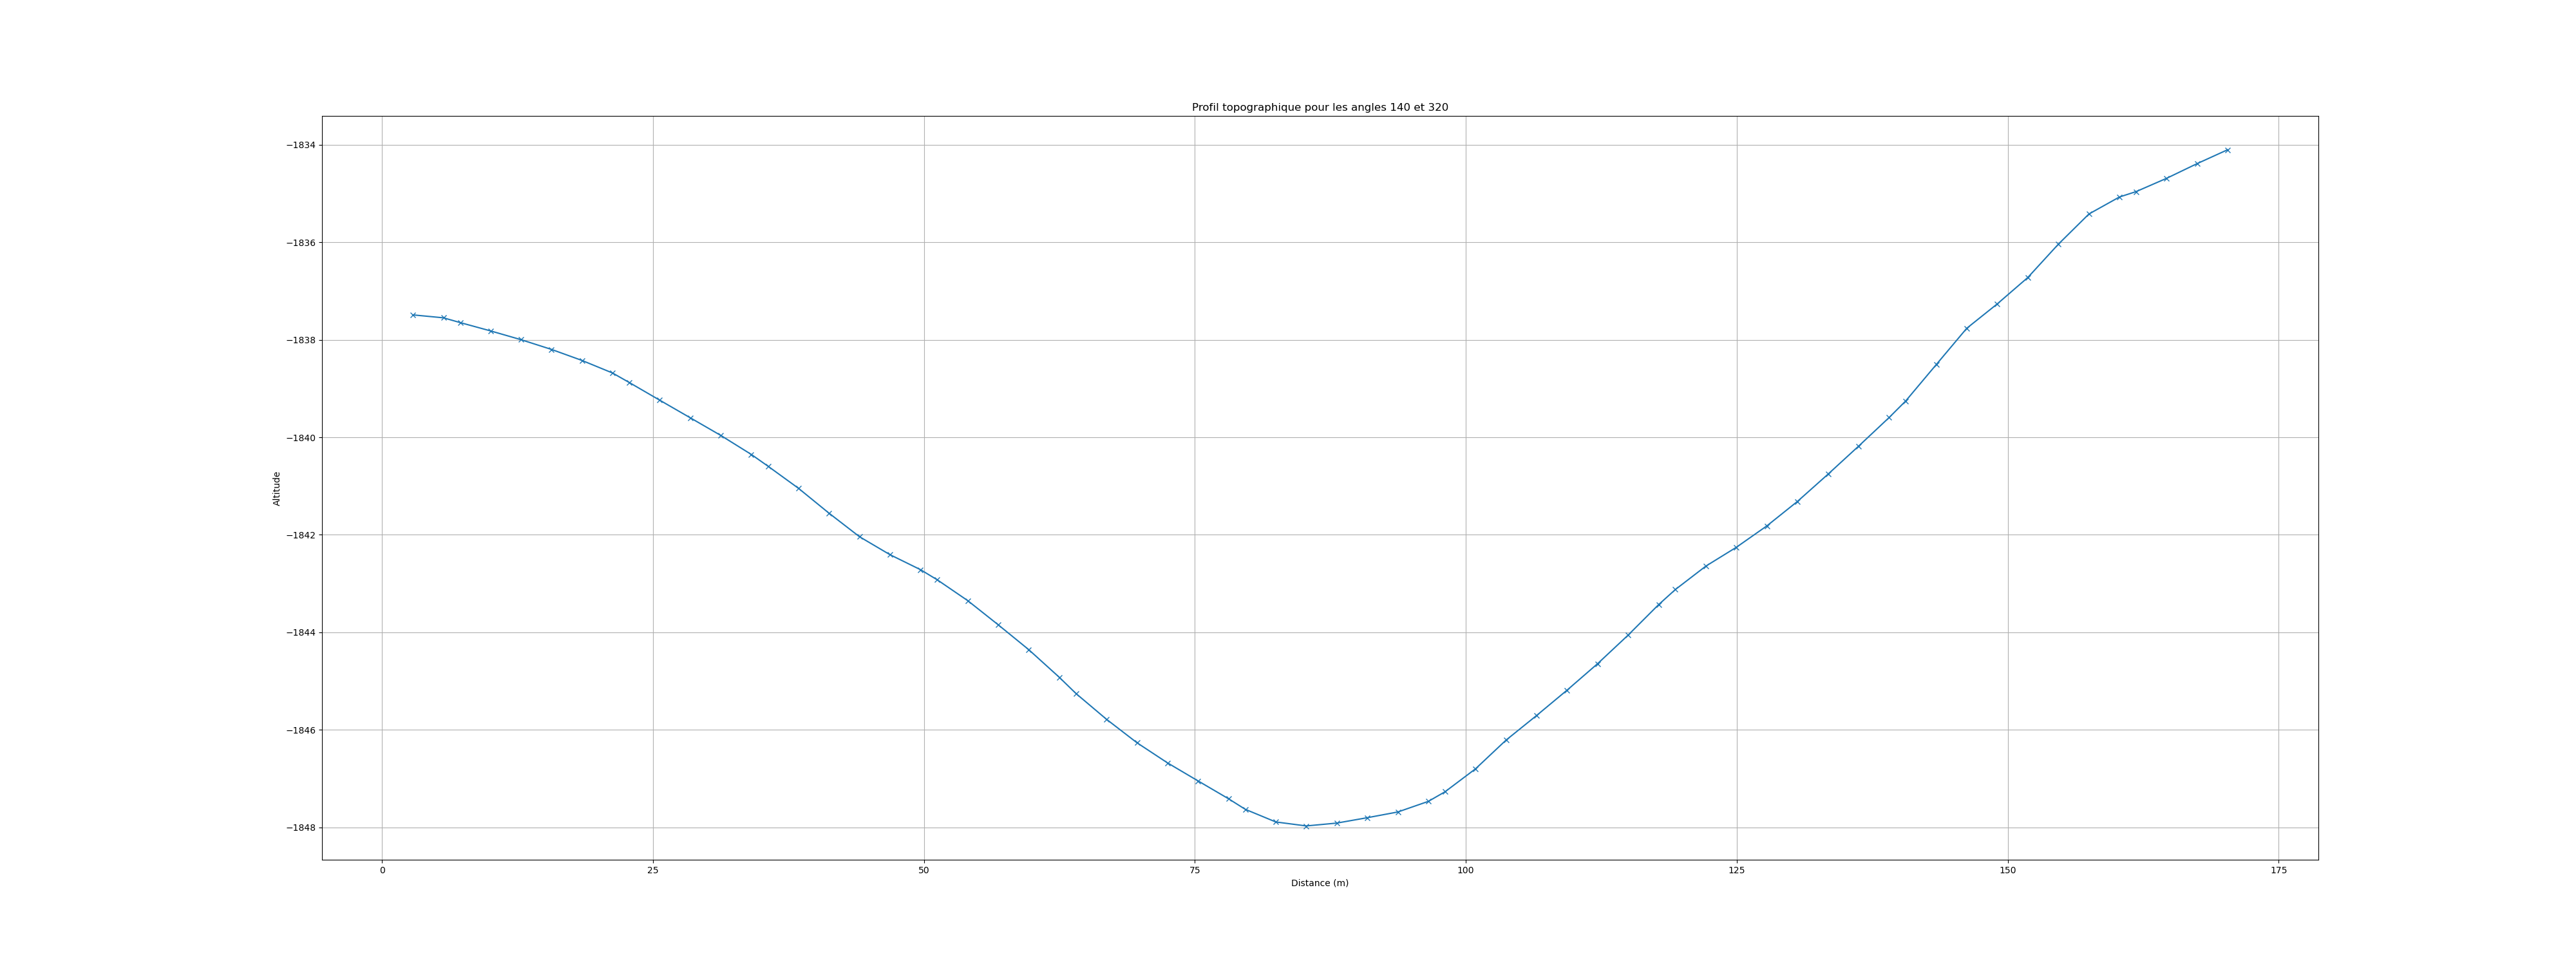 Profil topographique pour les angles 140 et 320
−1834
−1836
−1838
−1840
−1842
−1844
−1846
−1848
Altitude
0 25 50 75 100 125 150 175
Distance (m)